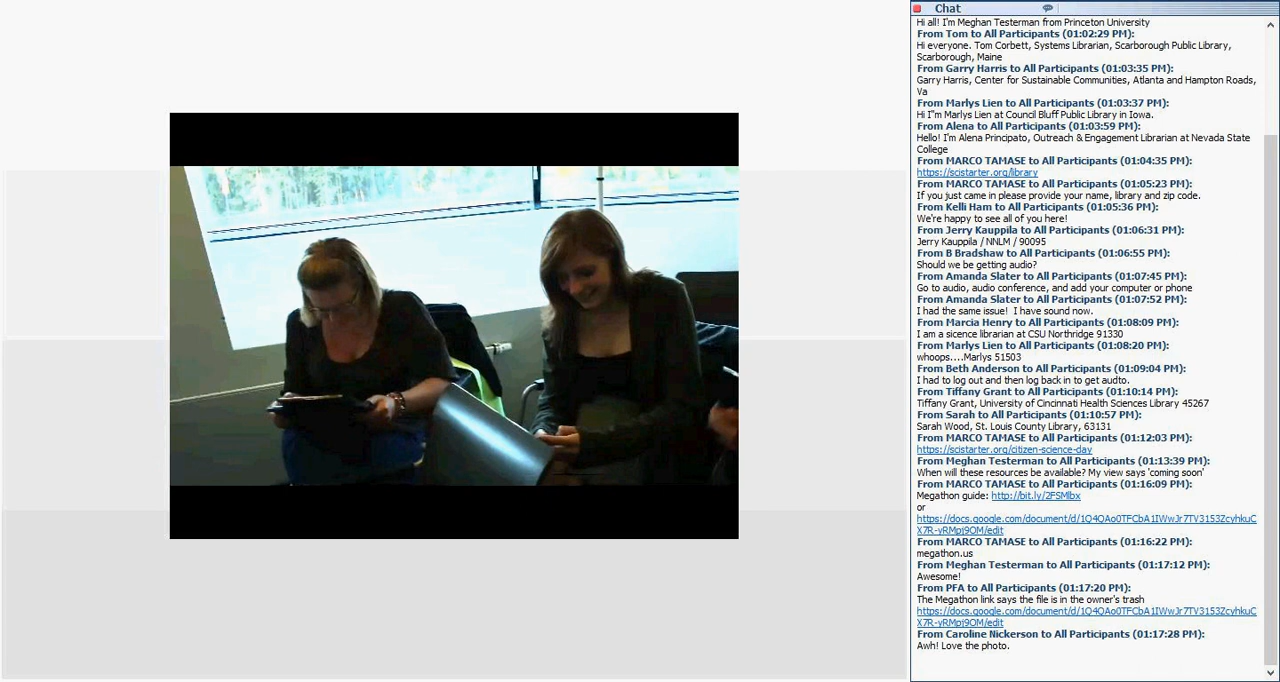 Chat
Hi all! I'm Meghan Testerman from Princeton University
From Tom to All Participants (01:02:29 PM):
Hi everyone. Tom Corbett, Systems Librarian, Scarborough Public Library,
Scarborough, Maine
From Garry Harris to All Participants (01:03:35 PM):
Garry Harris, Center for Sustainable Communities, Atlanta and Hampton Roads,
Va
From Marlys Lien to All Participants (01:03:37 PM):
Hi I"m Marlys Lien at Council Bluff Public Library in Iowa.
From Alena to All Participants (01:03:59 PM):
Hello! I'm Alena Principato, Outreach & Engagement Librarian at Nevada State
College
From MARCO TAMASE to All Participants (01:04:35 PM):
https://scistarter.org/library
From MARCO TAMASE to All Participants (01:05:23 PM):
If you just came in please provide your name, library and zip code.
From Kelli Ham to All Participants (01:05:36 PM):
We're happy to see all of you here!
From Jerry Kauppila to All Participants (01:06:31 PM):
Jerry Kauppila / NNLM / 90095
From B Bradshaw to All Participants (01:06:55 PM):
Should we be getting audio?
From Amanda Slater to All Participants (01:07:45 PM):
Go to audio, audio conference, and add your computer or phone
From Amanda Slater to All Participants (01:07:52 PM):
I had the same issue! I have sound now.
From Marcia Henry to All Participants (01:08:09 PM):
I am a sicence librarian at CSU Northridge 91330
From Marlys Lien to All Participants (01:08:20 PM):
whoops....Marlys 51503
From Beth Anderson to All Participants (01:09:04 PM):
I had to log out and then log back in to get audto.
From Tiffany Grant to All Participants (01:10:14 PM):
Tiffany Grant, University of Cincinnati Health Sciences Library 45267
From Sarah to All Participants (01:10:57 PM):
Sarah Wood, St. Louis County Library, 63131
From MARCO TAMASE to All Participants (01:12:03 PM):
https://scistarter.org/citizen-science-day
From Meghan Testerman to All Participants (01:13:39 PM):
When will these resources be available? My view says 'coming soon'
From MARCO TAMASE to All Participants (01:16:09 PM):
Megathon guide: http://bit.ly/2FSMlbx
or
https://docs.google.com/document/d/1Q4QAo0TFCbA1IWwJr7TV3153ZcyhkuC
X7R-yRMpj9OM/edit
From MARCO TAMASE to All Participants (01:16:22 PM):
megathon.us
From Meghan Testerman to All Participants (01:17:12 PM):
Awesome!
From PFA to All Participants (01:17:20 PM):
The Megathon link says the file is in the owner's trash
https://docs.google.com/document/d/1Q4QAo0TFCbA1IWwJr7TV3153ZcyhkuC
X7R-yRMpj9OM/edit
From Caroline Nickerson to All Participants (01:17:28 PM):
Awh! Love the photo.